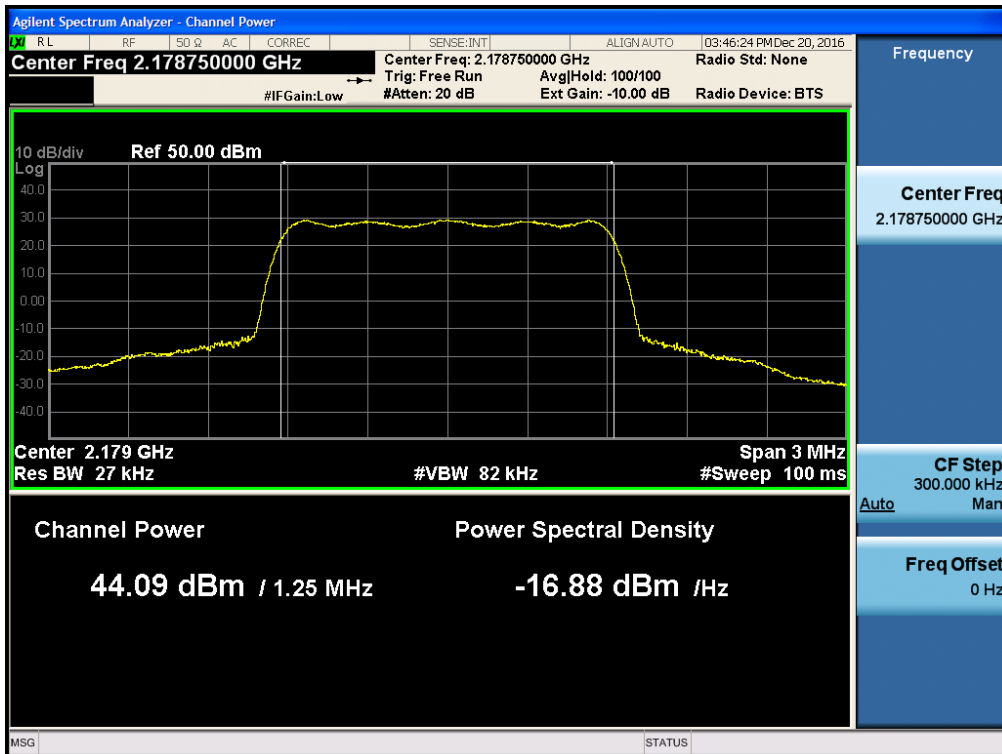 Agilent Spectrum Analyzer - Channel Power
LXI RL RF 50 Ω AC CORREC SENSE:INT ALIGN AUTO 03:46:24 PM Dec 20, 2016
Center Freq 2.178750000 GHz
Center Freq: 2.178750000 GHz Radio Std: None
Trig: Free Run Avg|Hold: 100/100
#IFGain:Low #Atten: 20 dB Ext Gain: -10.00 dB Radio Device: BTS
10 dB/div Ref 50.00 dBm
Log
40.0
30.0
20.0
10.0
0.00
-10.0
-20.0
-30.0
-40.0
Center 2.179 GHz Span 3 MHz
Res BW 27 kHz #VBW 82 kHz #Sweep 100 ms
Channel Power Power Spectral Density
44.09 dBm / 1.25 MHz -16.88 dBm /Hz
Frequency
Center Freq
2.178750000 GHz
CF Step
300.000 kHz
Auto Man
Freq Offset
0 Hz
MSG STATUS